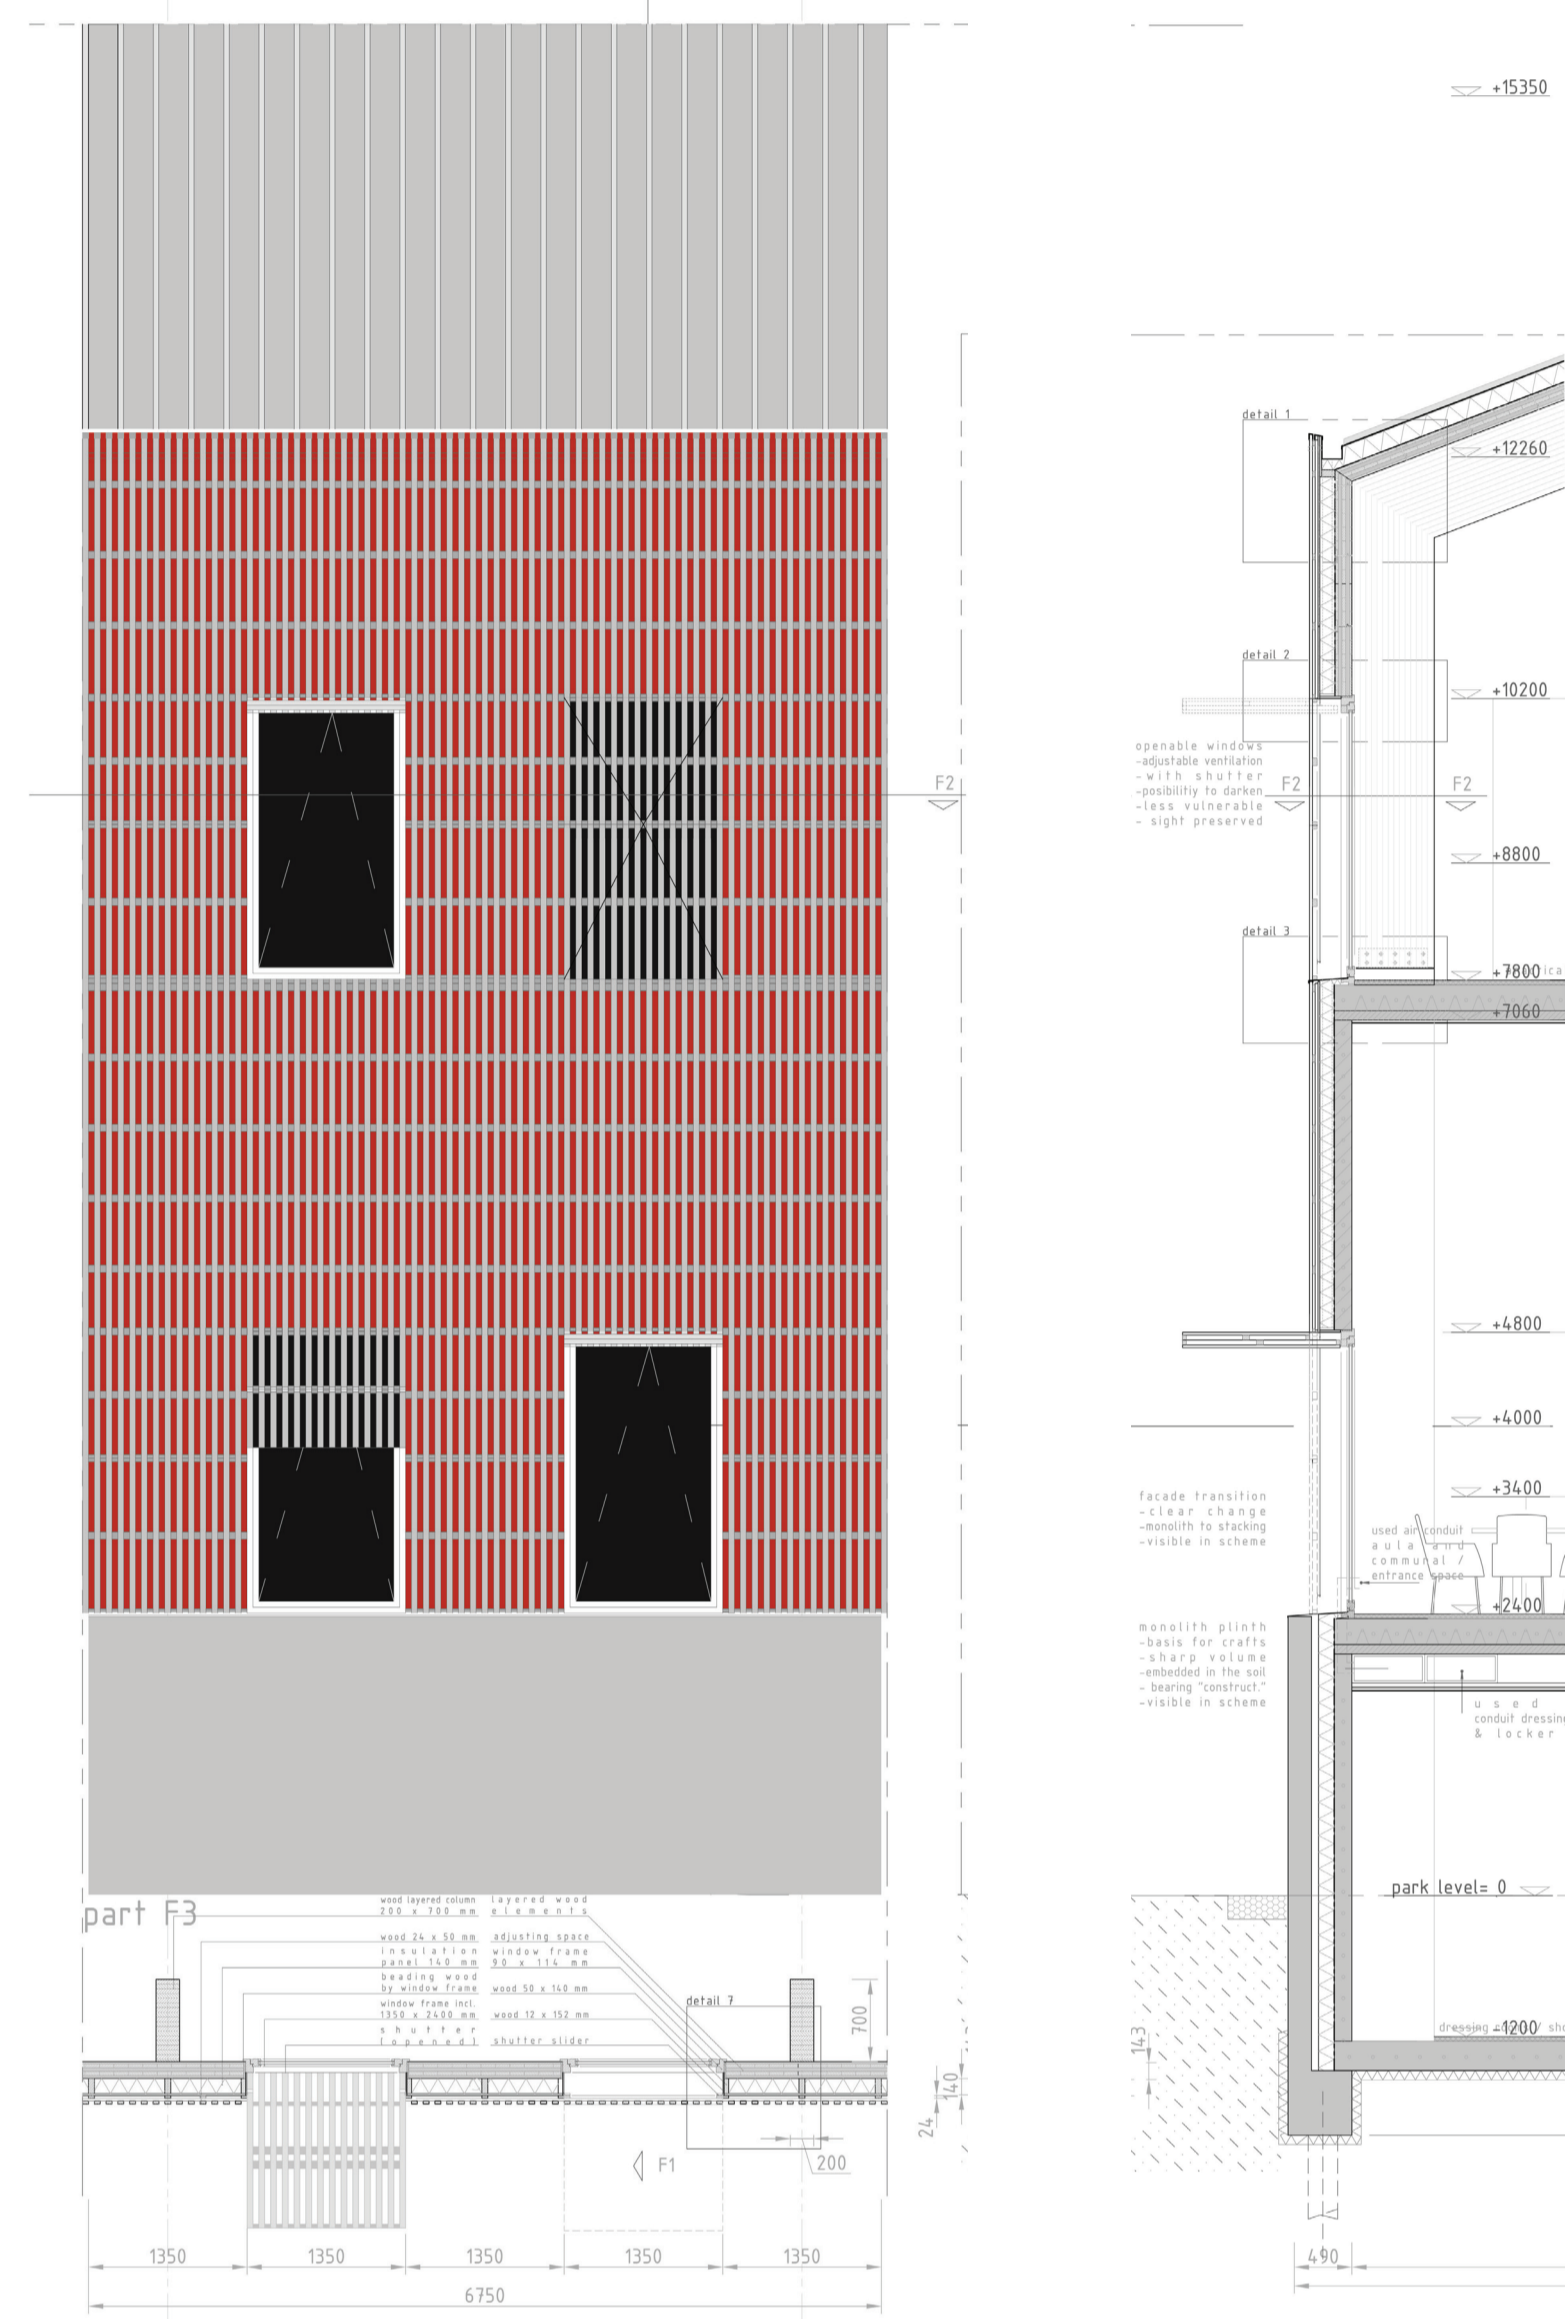 +15350
detail 1
+12260
detail 2
+10200
openable windows
-adjustable ventilation
-with shutter
-posibilitiy to darken
-less vulnerable
- sight preserved
F2
F2
F2
+8800
detail 3
+7800
+7060
+4800
+4000
+3400
facade transition
-clear change
-monolith to stacking
-visible in scheme
used air conduit
aula and
communal /
entrance space
+2400
monolith plinth
-basis for crafts
-sharp volume
-embedded in the soil
- bearing "construct."
-visible in scheme
used
conduit dressing
& locker
park level= 0
part F3
wood layered column
200 x 700 mm
layered wood
elements
wood 24 x 50 mm
adjusting space
insulation
panel 140 mm
window frame
90 x 114 mm
beading wood
by window frame
wood 50 x 140 mm
window frame incl.
1350 x 2400 mm
wood 12 x 152 mm
shutter
(opened)
shutter slider
detail 7
700
140
24
143
-1200
F1
200
1350
1350
1350
1350
1350
6750
490